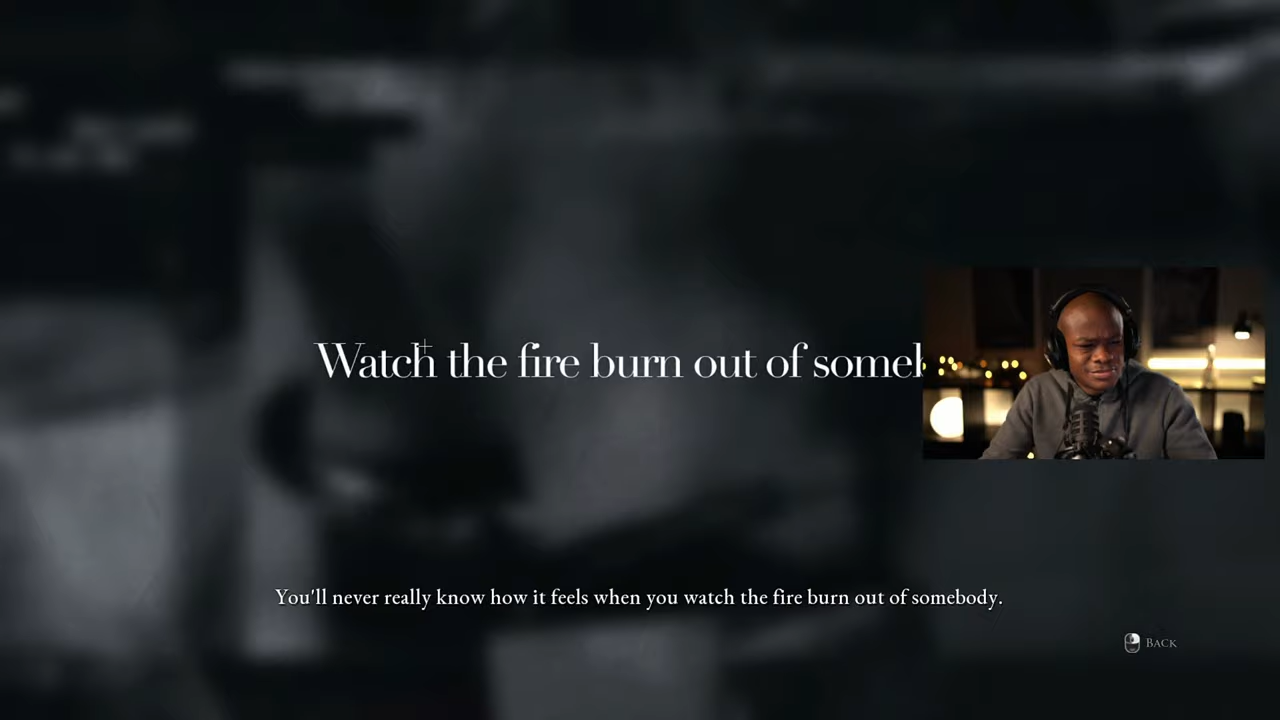 Watch the fire burn out of someb
You'll never really know how it feels when you watch the fire burn out of somebody.
BACK